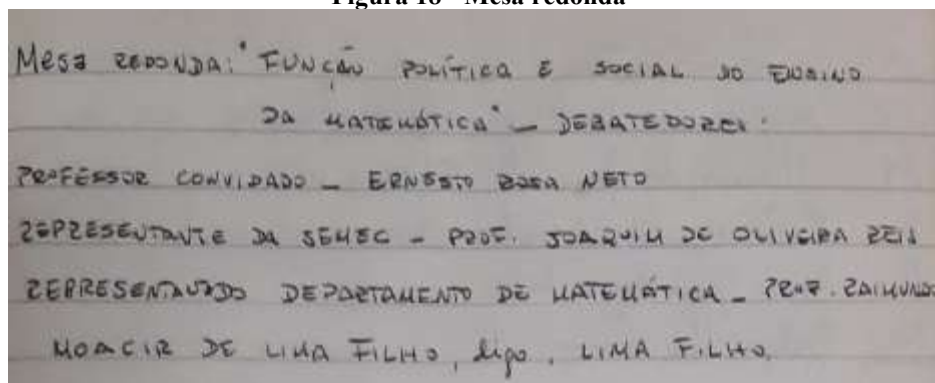 Figura 18 - Mesa redonda
Mesa REDONDA: "FUNÇÃO POLÍTICA E SOCIAL DO ENSINO
DA MATEMÁTICA" - DEBATEDORES:
PROFESSOR CONVIDADO - ERNESTO ROSA NETO
REPRESENTANTE DA SEMEC - PROF. JOAQUIM DE OLIVEIRA REIS
REPRESENTANDO DEPARTAMENTO DE MATEMÁTICA - PROF. RAIMUNDO
MOACIR DE LIMA FILHO, digo, LIMA FILHO.